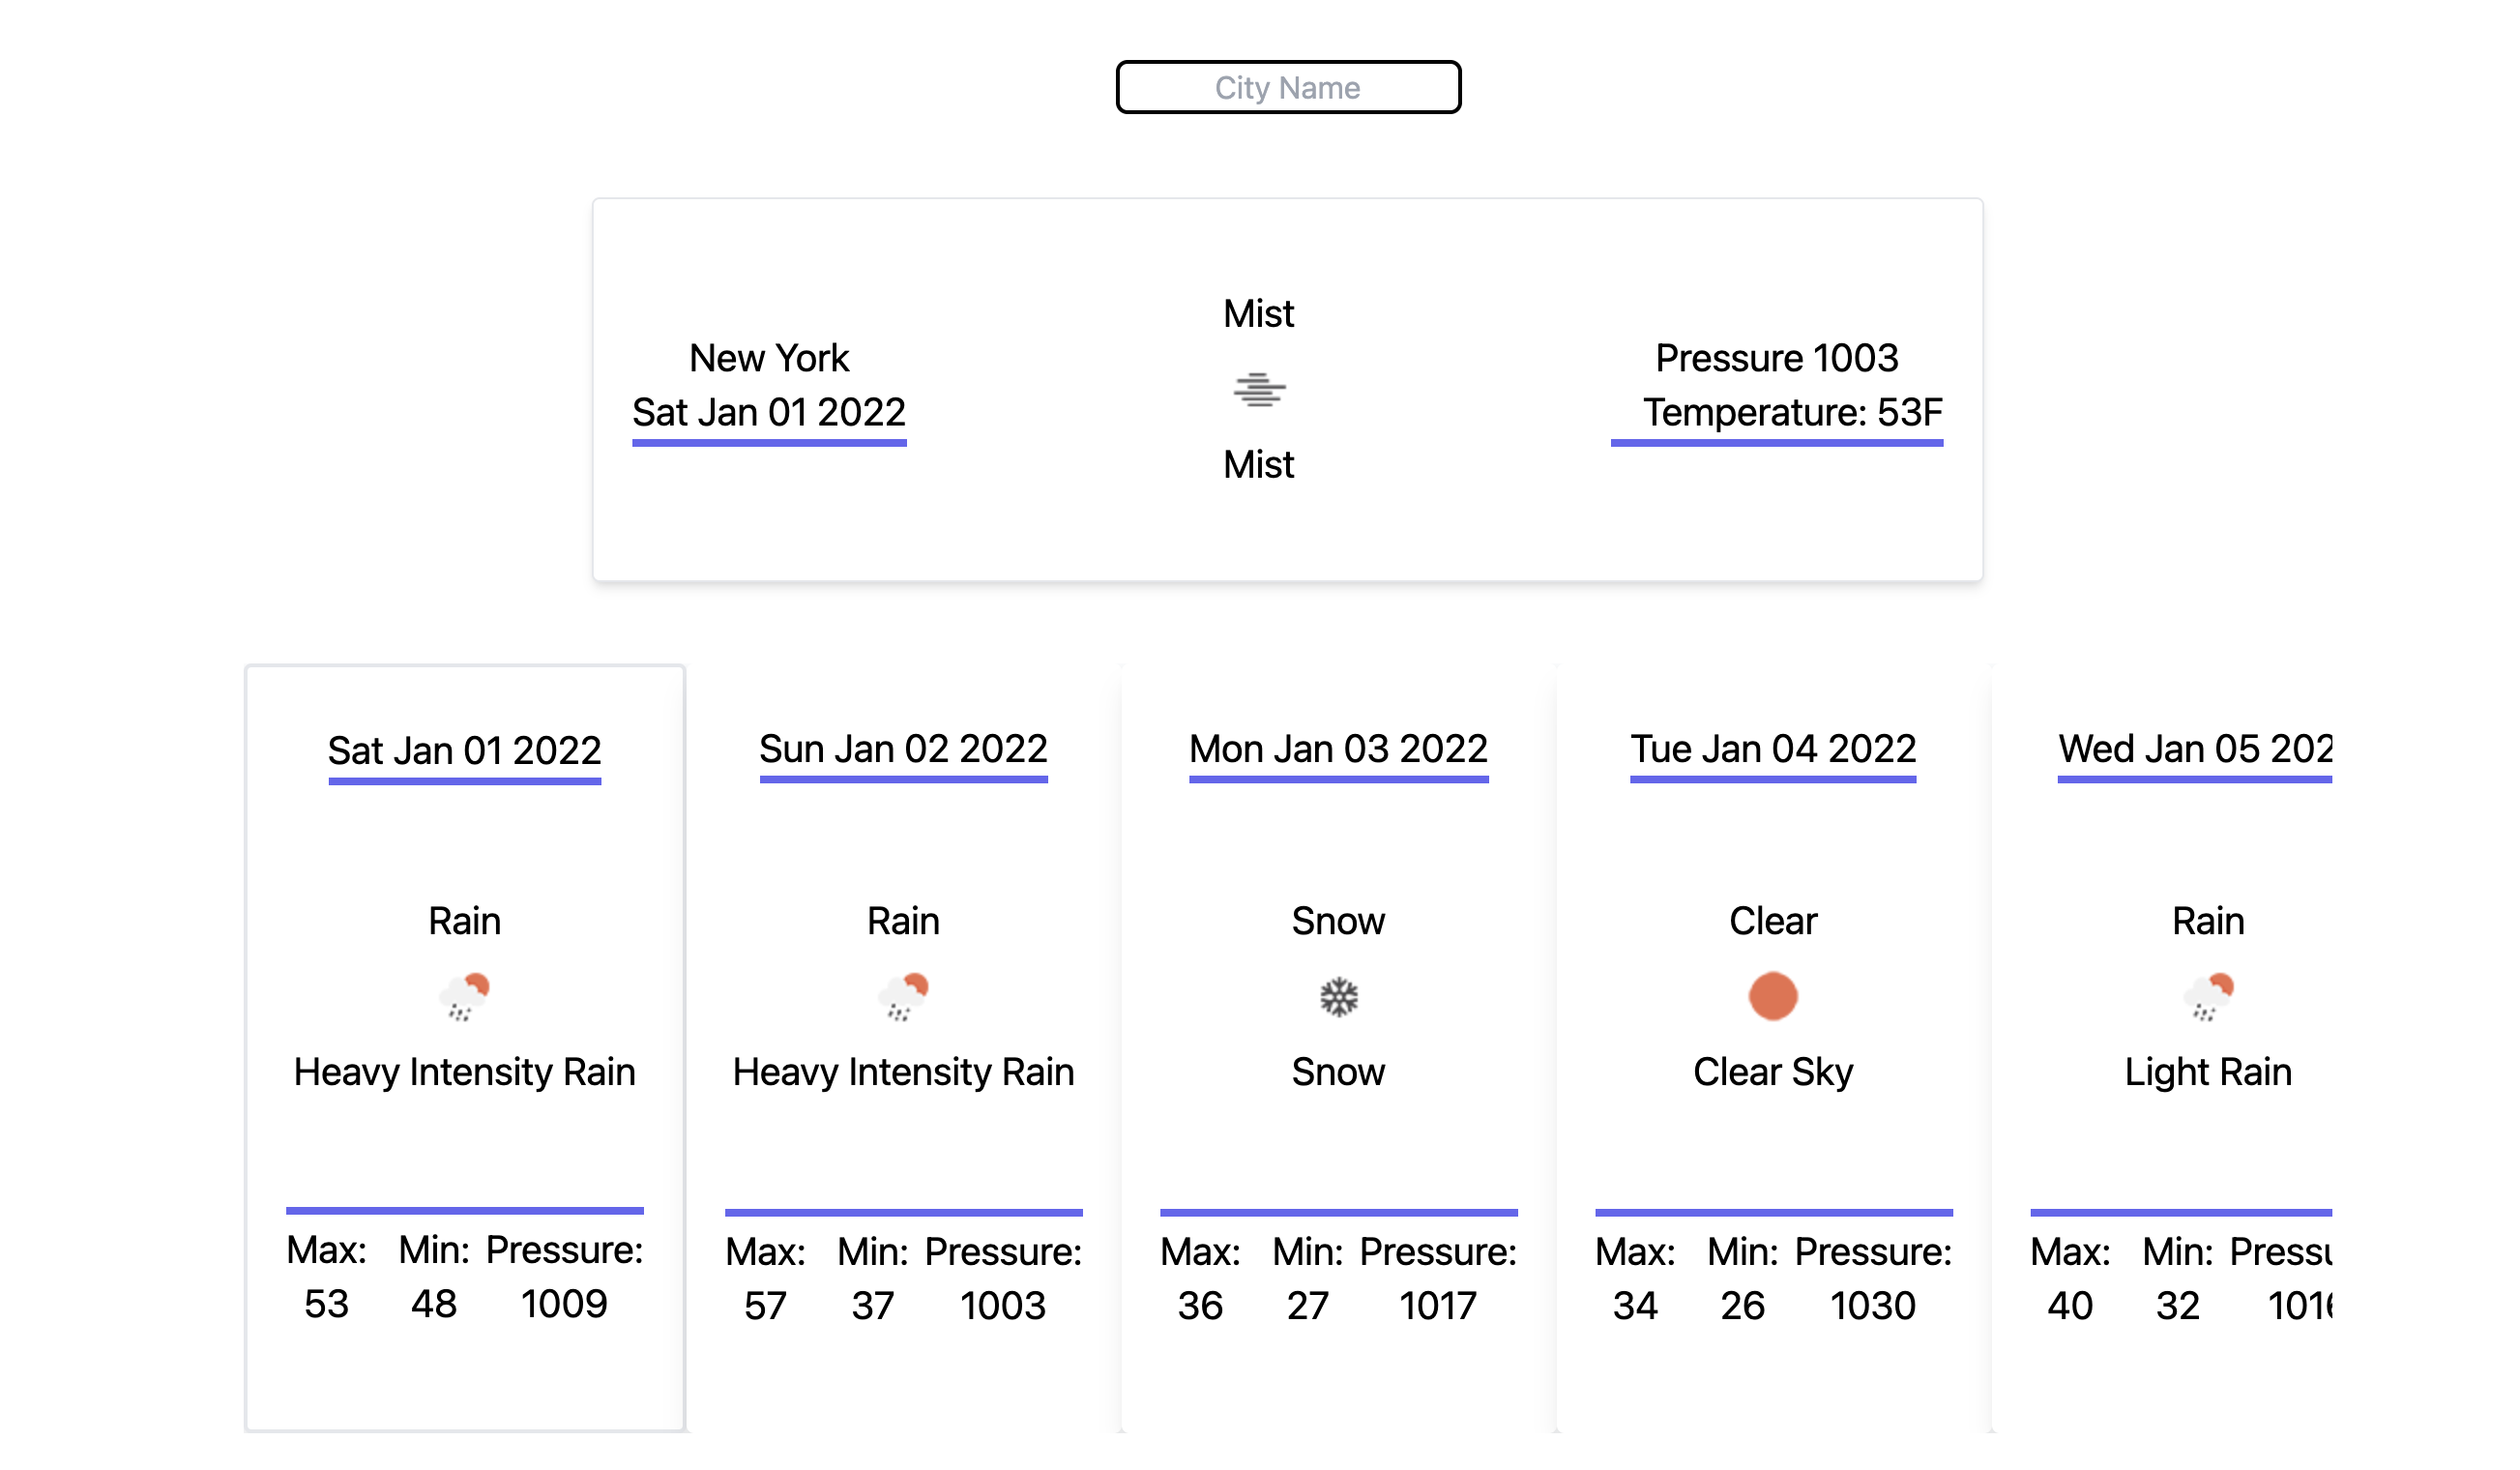 City Name
New York
Sat Jan 01 2022
Mist
Mist
Pressure 1003
Temperature: 53F
Sat Jan 01 2022
Rain
Heavy Intensity Rain
Max: Min: Pressure:
53 48 1009
Sun Jan 02 2022
Rain
Heavy Intensity Rain
Max: Min: Pressure:
57 37 1003
Mon Jan 03 2022
Snow
Snow
Max: Min: Pressure:
36 27 1017
Tue Jan 04 2022
Clear
Clear Sky
Max: Min: Pressure:
34 26 1030
Wed Jan 05 202
Rain
Light Rain
Max: Min: Pressu
40 32 101